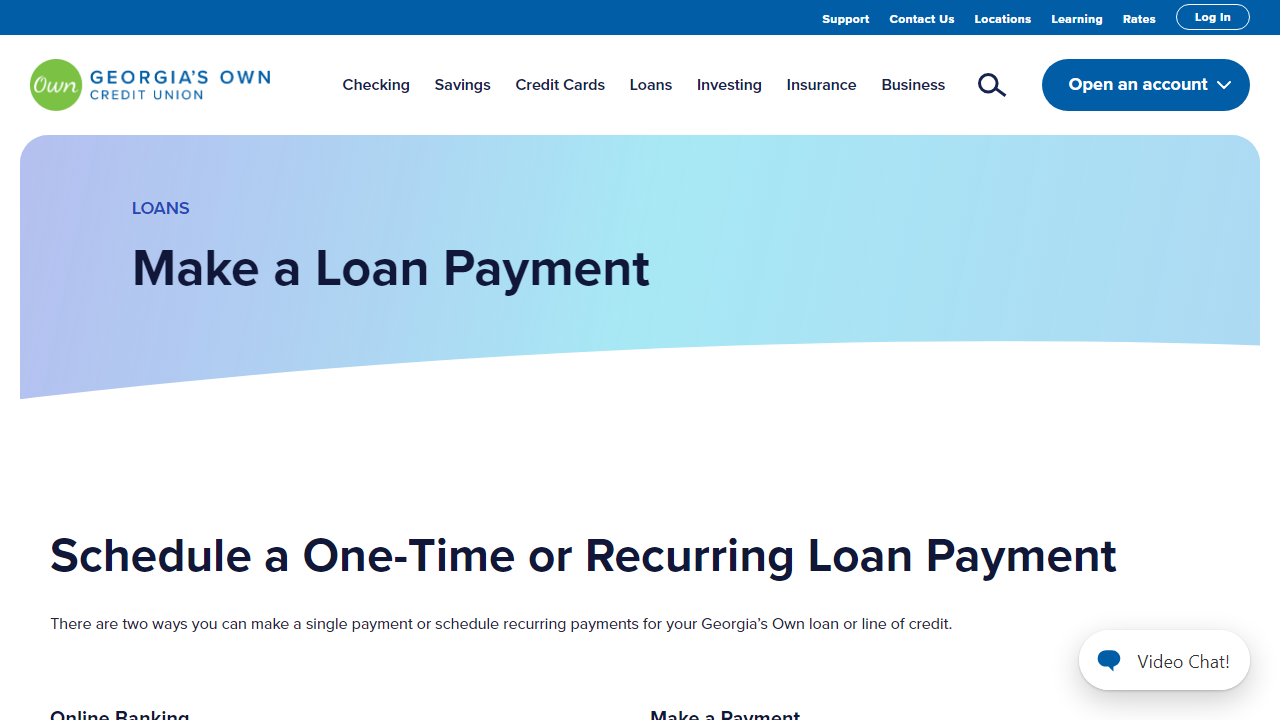 Support Contact Us Locations Learning Rates Log In
Own GEORGIA'S OWN
CREDIT UNION
Checking Savings Credit Cards Loans Investing Insurance Business Open an account
LOANS
Make a Loan Payment
Schedule a One-Time or Recurring Loan Payment
There are two ways you can make a single payment or schedule recurring payments for your Georgia’s Own loan or line of credit.
Video Chat!
Online Banking Make a Payment